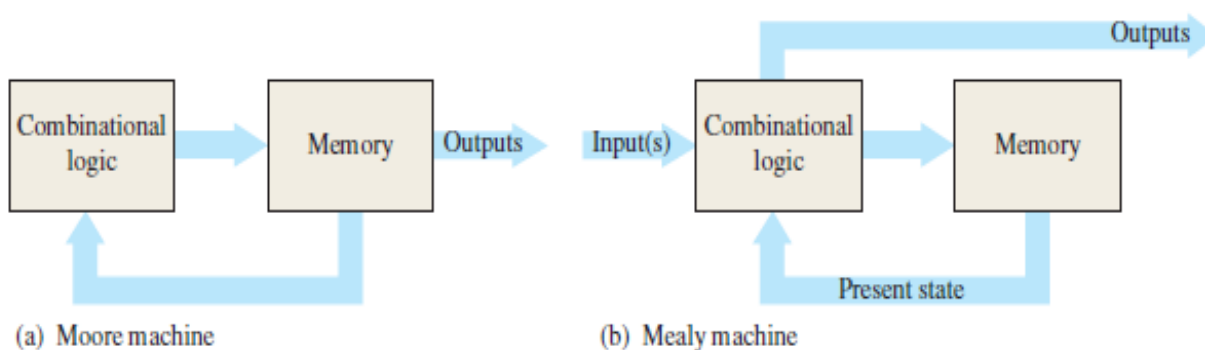 Outputs
Combinational
logic
Memory
Outputs
Input(s)
Combinational
logic
Memory
Present state
(a) Moore machine
(b) Mealy machine